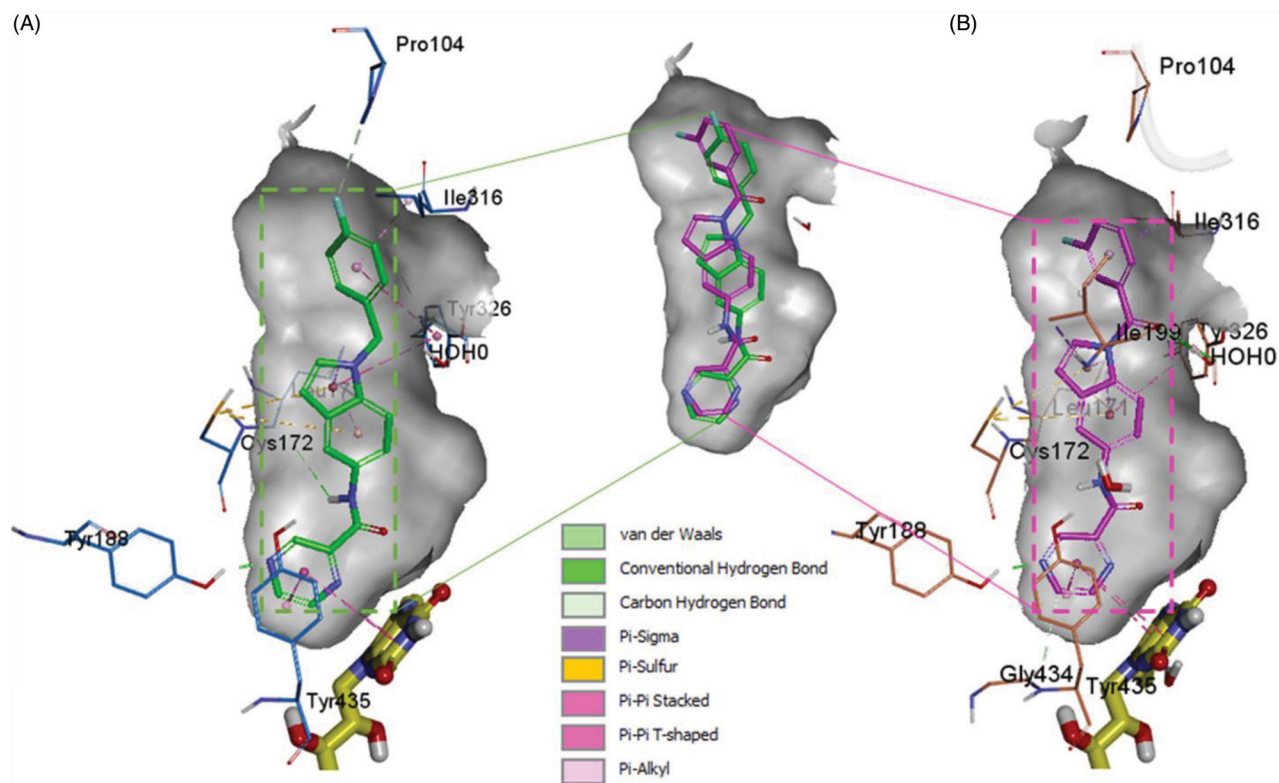 (A)
Pro104
Ile316
Tyr326
HOH0
Cys172
Tyr188
Tyr435
van der Waals
Conventional Hydrogen Bond
Carbon Hydrogen Bond
Pi-Sigma
Pi-Sulfur
Pi-Pi Stacked
Pi-Pi T-shaped
Pi-Alkyl
(B)
Pro104
Ile316
Ile199
HOH0
Leu171
Cys172
Tyr188
Gly434
Tyr435